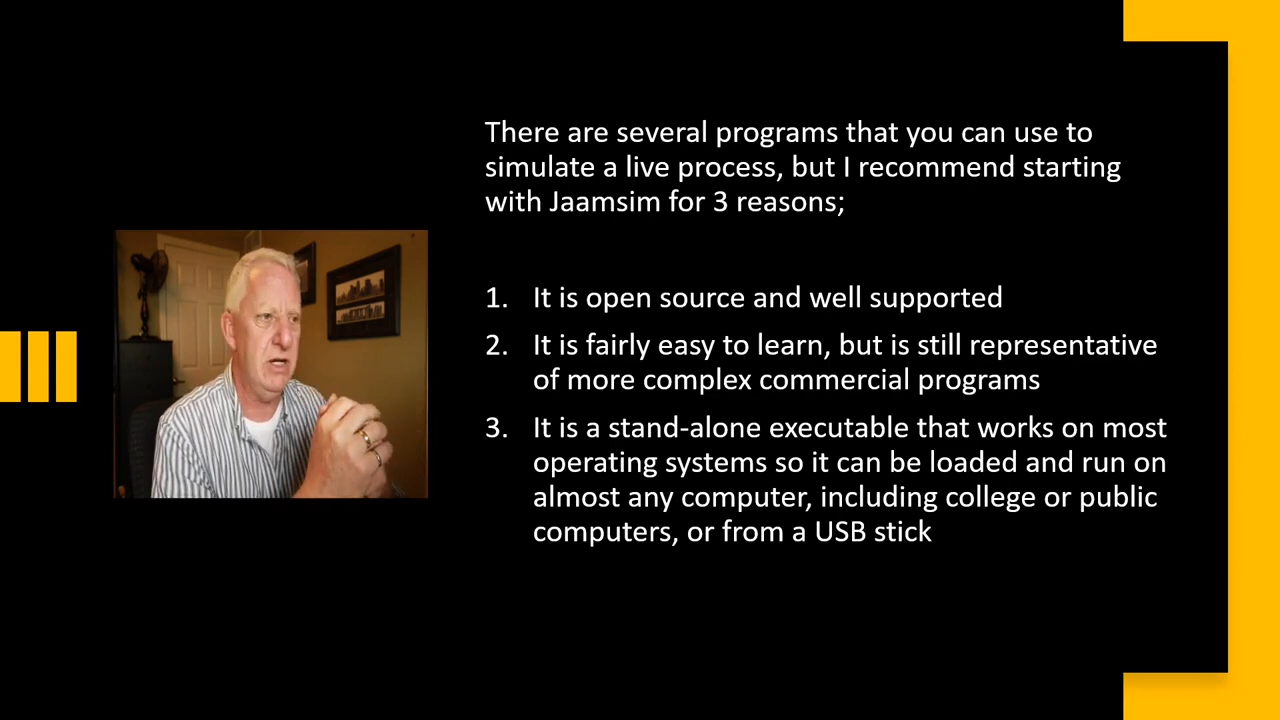 There are several programs that you can use to
simulate a live process, but I recommend starting
with Jaamsim for 3 reasons;
1. It is open source and well supported
2. It is fairly easy to learn, but is still representative
of more complex commercial programs
3. It is a stand-alone executable that works on most
operating systems so it can be loaded and run on
almost any computer, including college or public
computers, or from a USB stick